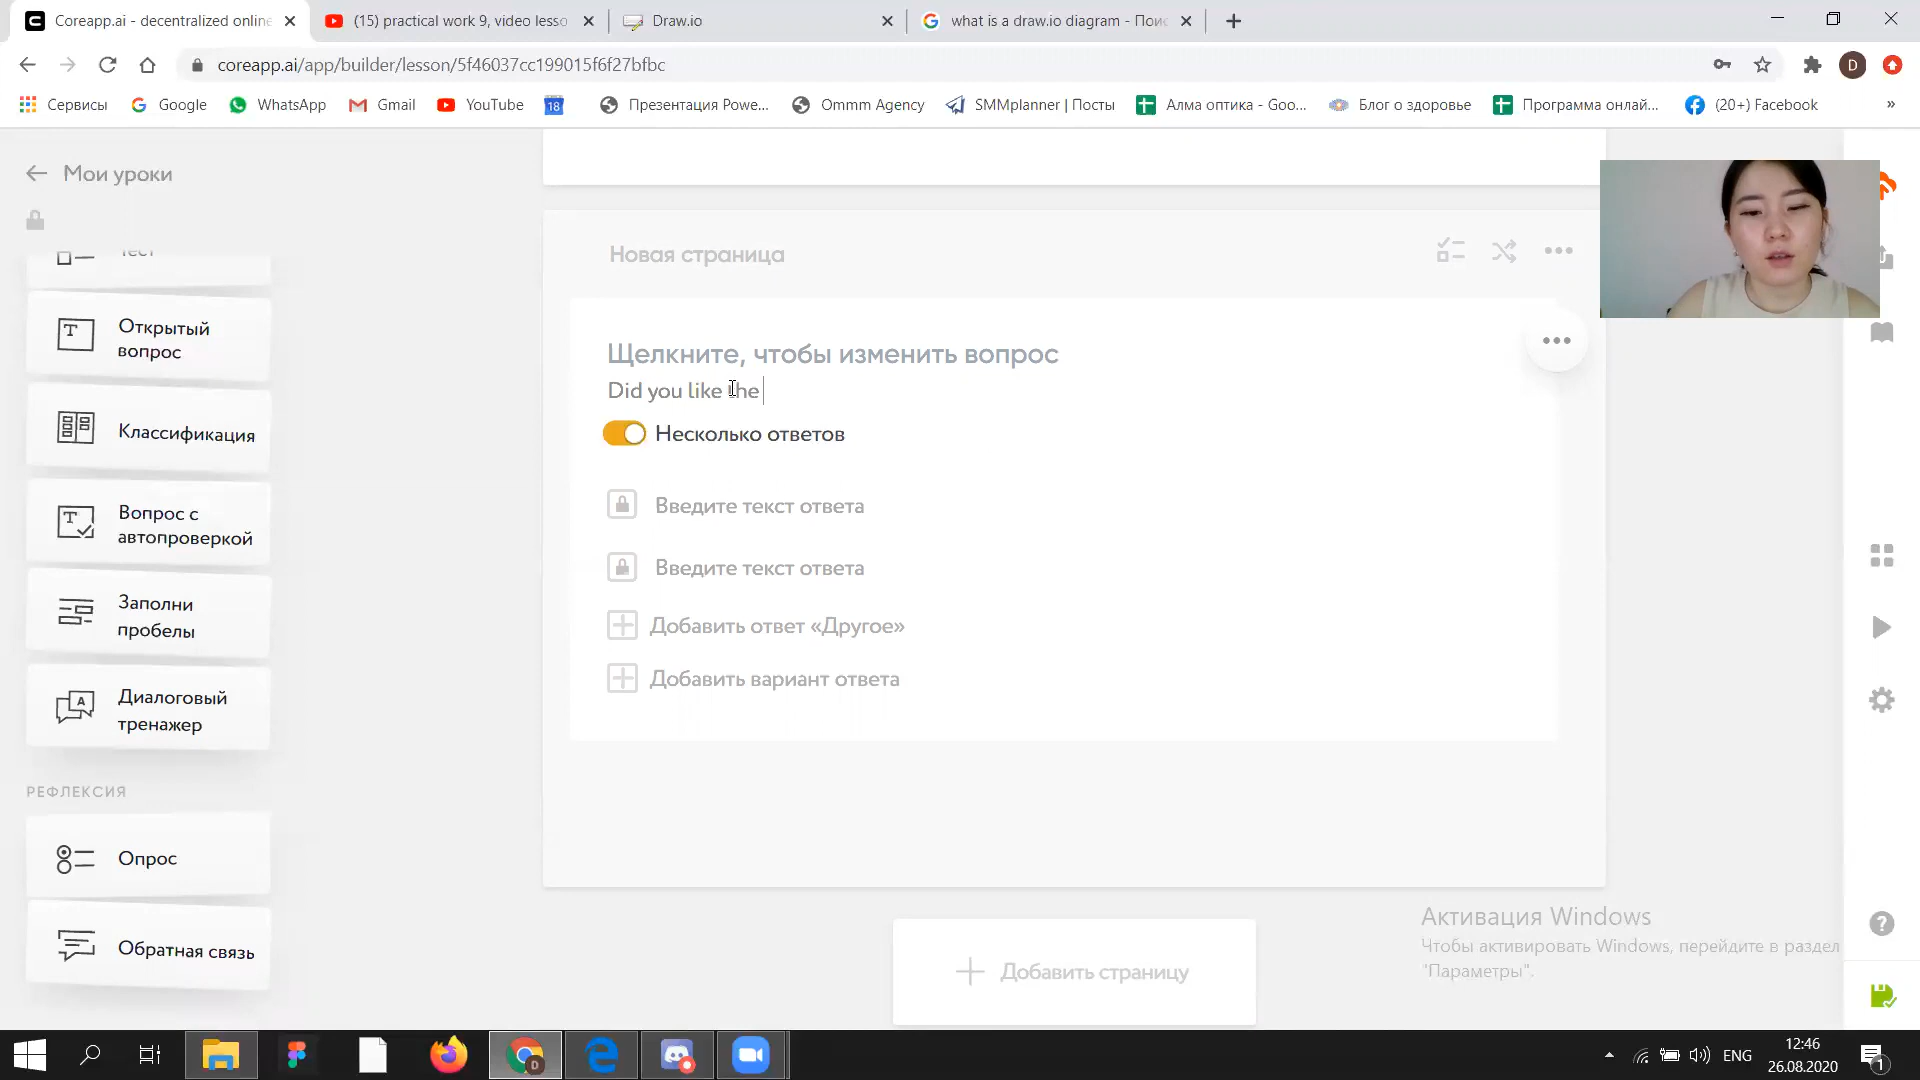 Coreapp.ai - decentralized online
(15) practical work 9, video lesso
Draw.io
what is a draw.io diagram - Пои
coreapp.ai/app/builder/lesson/5f46037cc199015f6f27bfbc
D
Сервисы
Google
WhatsApp
Gmail
YouTube
18
Презентация Powe...
Ommm Agency
SMMplanner | Посты
Алма оптика - Goo...
Блог о здоровье
Программа онлай...
(20+) Facebook
»
Мои уроки
Тест
Открытый
вопрос
Классификация
Вопрос с
автопроверкой
Заполни
пробелы
Диалоговый
тренажер
РЕФЛЕКСИЯ
Опрос
Обратная связь
Новая страница
Щелкните, чтобы изменить вопрос
Did you like the
Несколько ответов
Введите текст ответа
Введите текст ответа
Добавить ответ «Другое»
Добавить вариант ответа
Добавить страницу
Активация Windows
Чтобы активировать Windows, перейдите в раздел
"Параметры".
ENG
12:46
26.08.2020
1